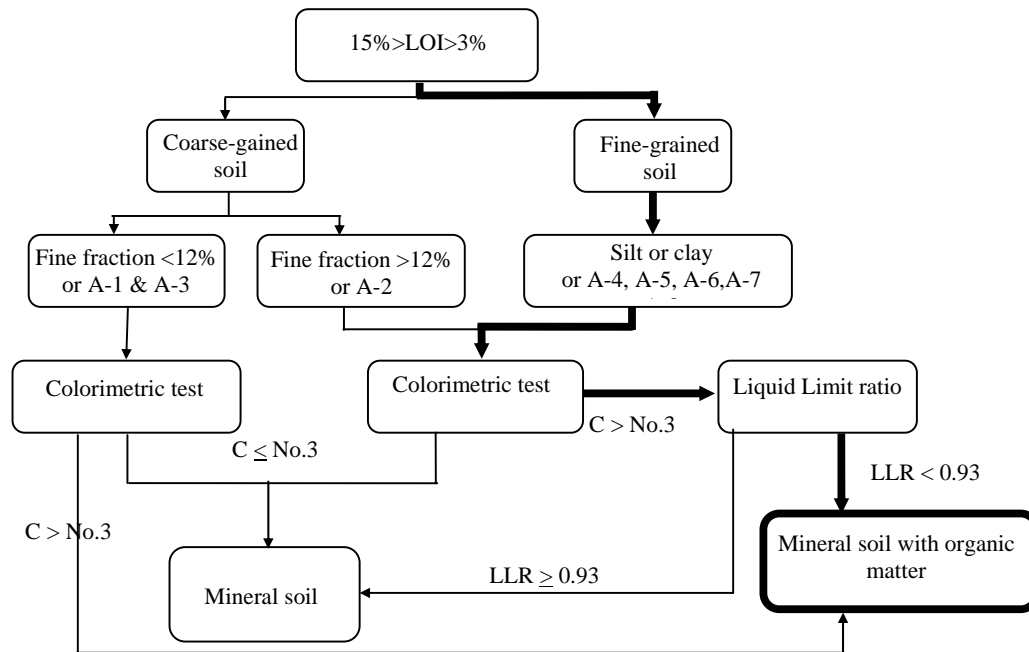 15%>LOI>3%
Coarse-gained
soil
Fine-grained
soil
Fine fraction <12%
or A-1 & A-3
Fine fraction >12%
or A-2
Silt or clay
or A-4, A-5, A-6,A-7
Colorimetric test
Colorimetric test
Liquid Limit ratio
C > No.3
C ≤ No.3
LLR < 0.93
C > No.3
Mineral soil with organic
matter
LLR ≥ 0.93
Mineral soil